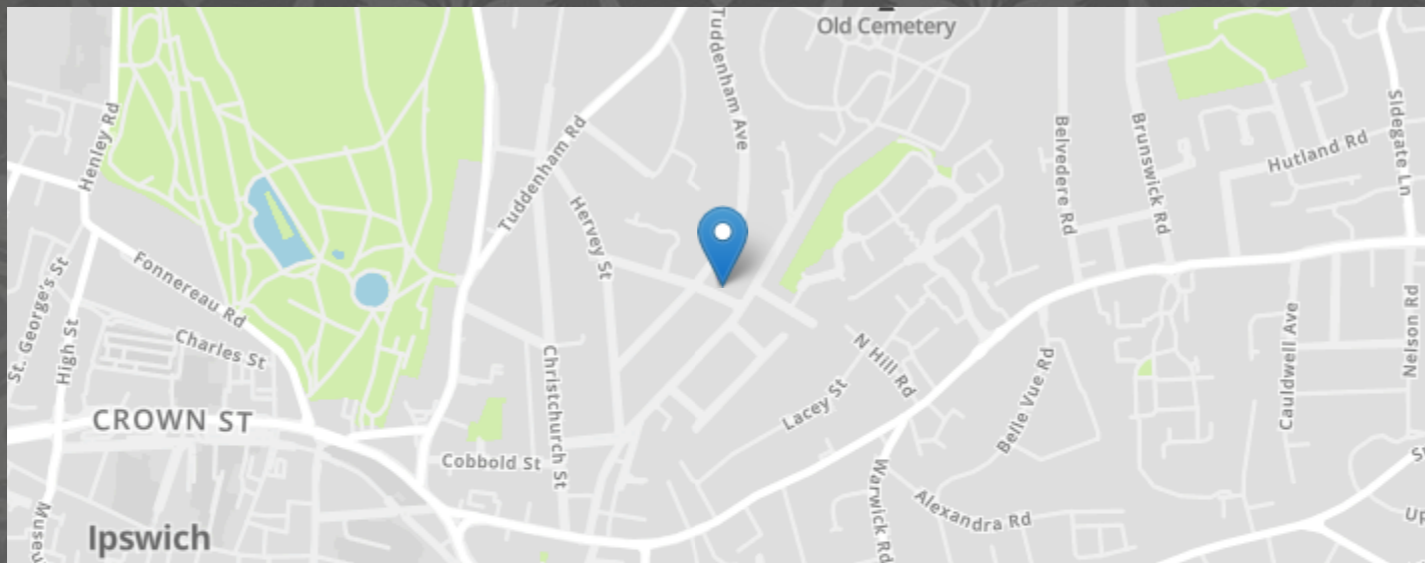 Old Cemetery
Tuddenham Ave
Henley Rd
Tuddenham Rd
Belvedere Rd
Brunswick Rd
Sidegate Ln
Hutland Rd
Hervey St
Fonnereau Rd
St. George's St
High St
Charles St
Christchurch St
N Hill Rd
Lacey St
Belle Vue Rd
Cauldwell Ave
Nelson Rd
CROWN ST
Cobbold St
Warwick Rd
Alexandra Rd
Ipswich